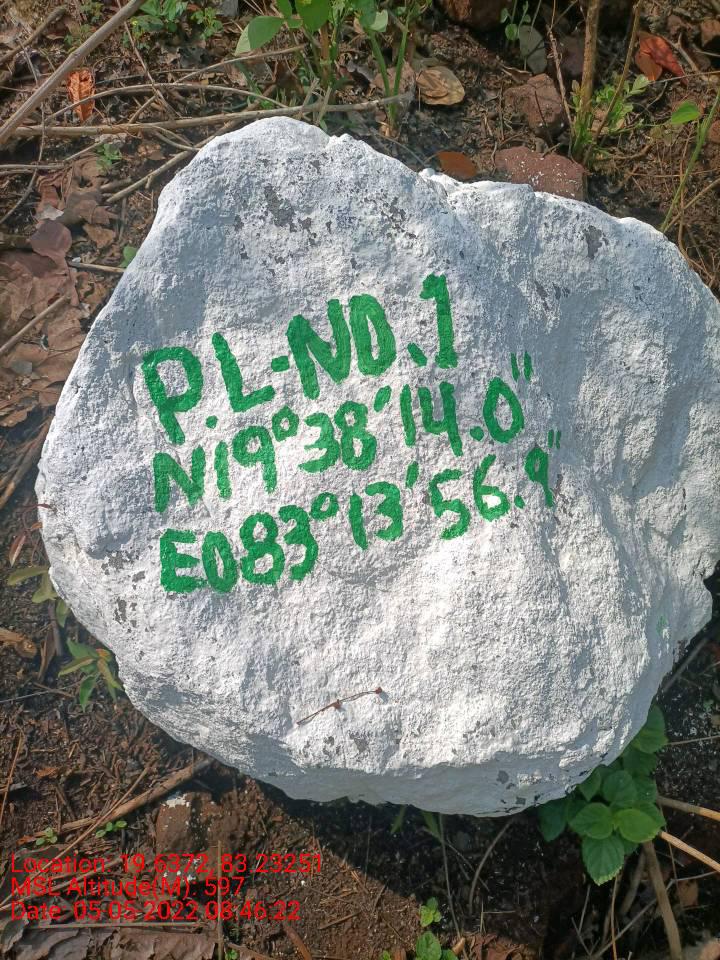 P.L-NO.1
N19°38'14.0"
E083°13'56.9"
Location: 19.6372, 83.23251
MSL Altitude(M): 597
Date: 05-05-2022 08:46:22